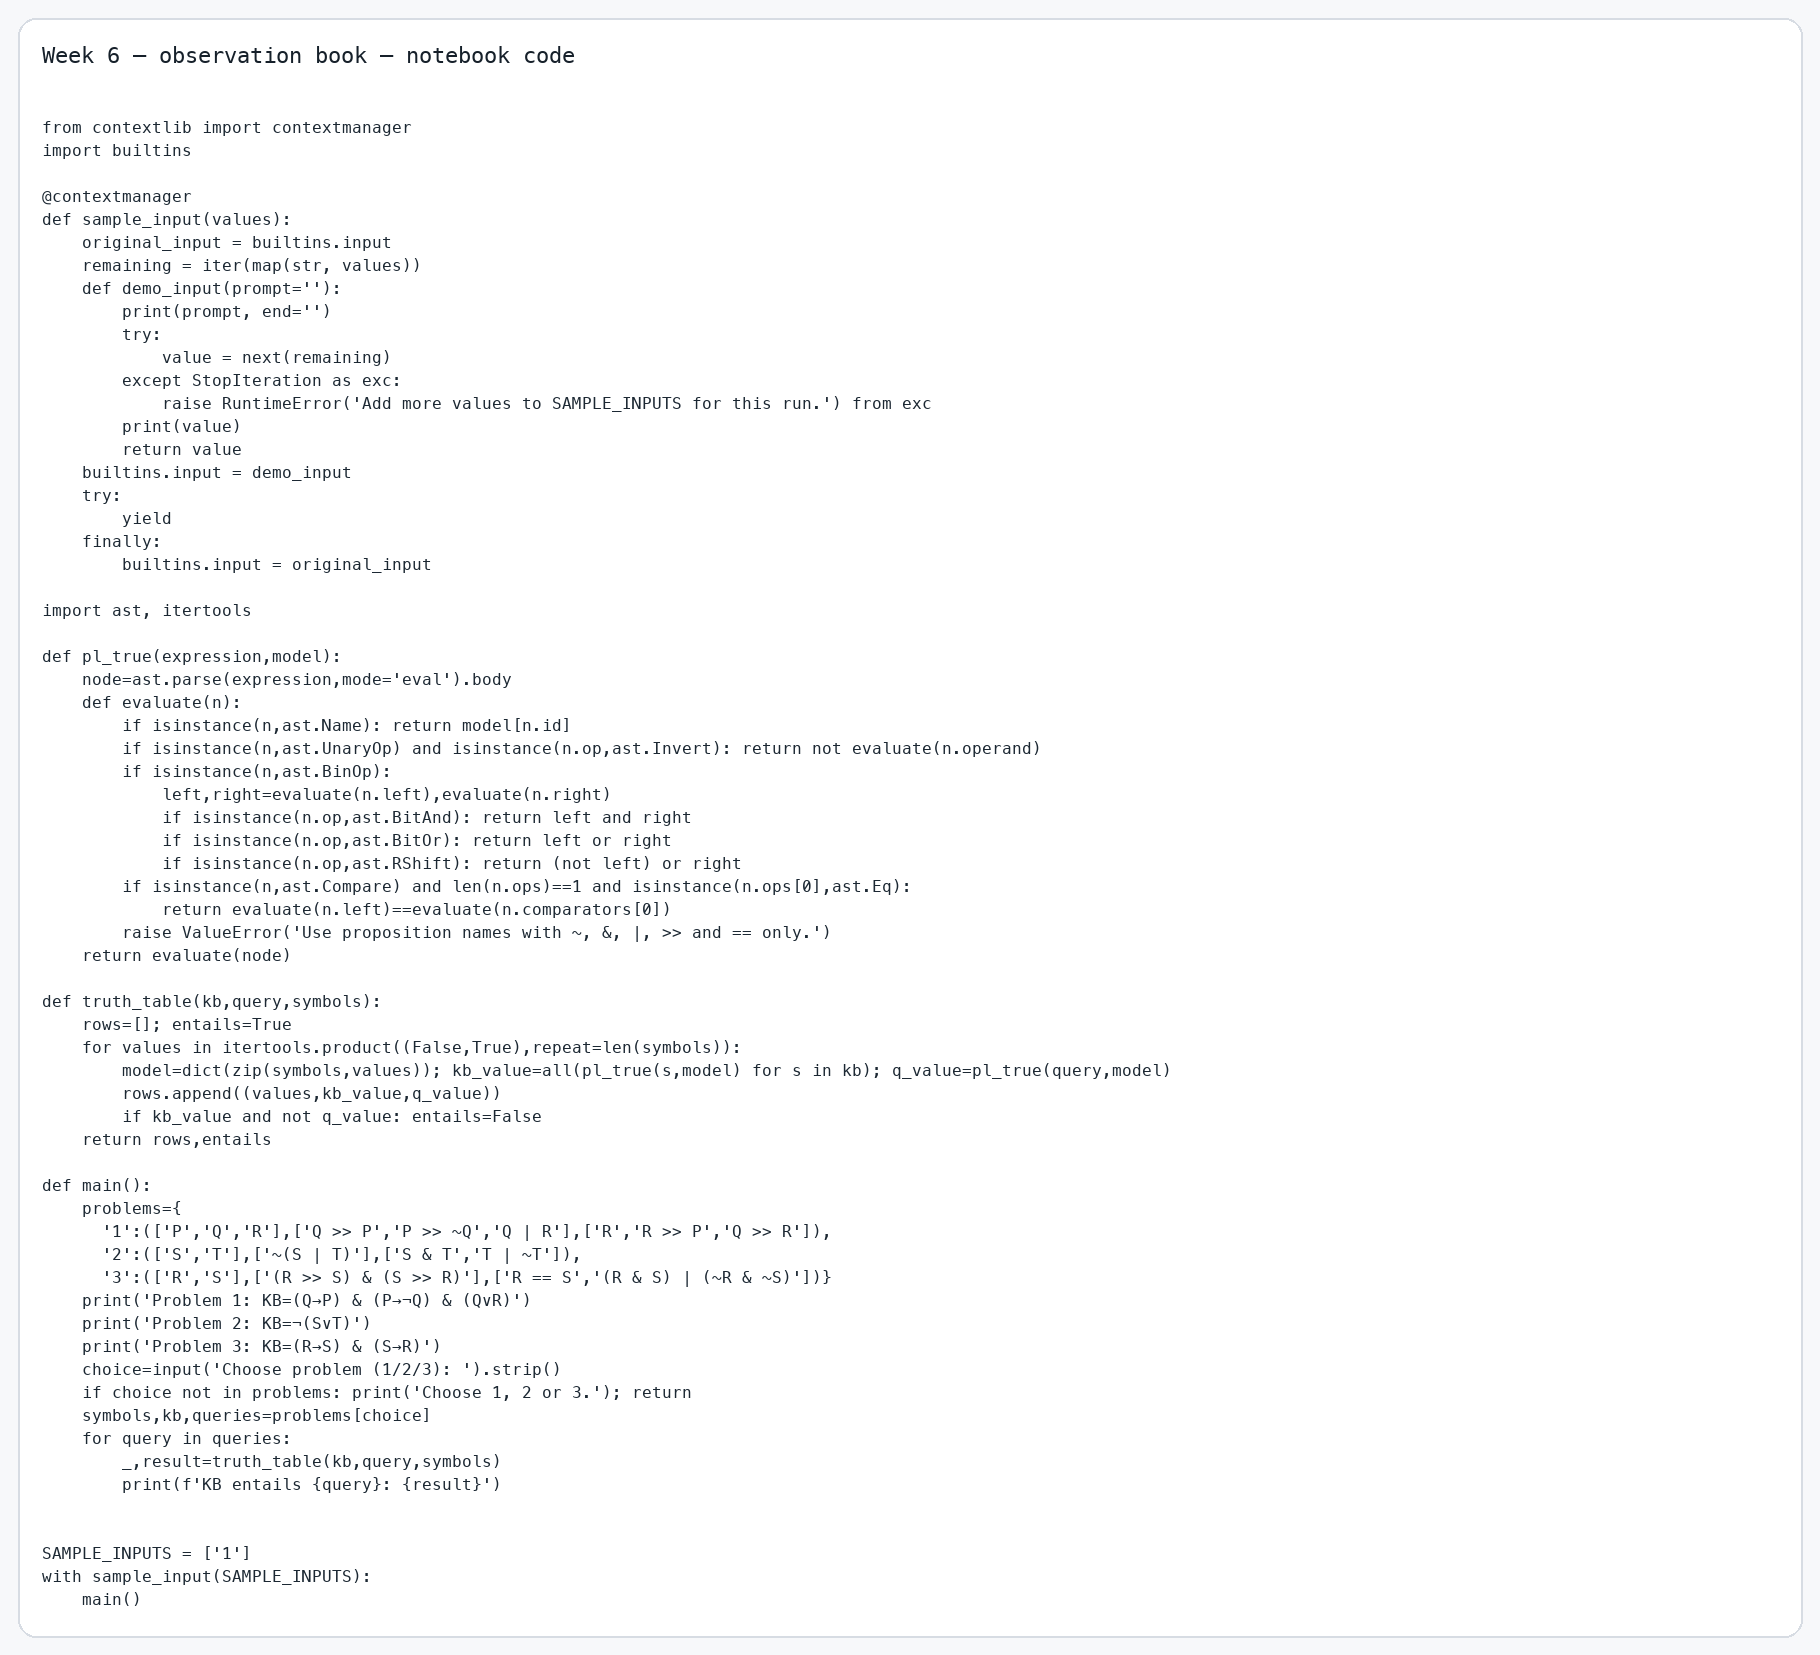 Week 6 — observation book — notebook code
from contextlib import contextmanager
import builtins
@contextmanager
def sample_input(values):
    original_input = builtins.input
    remaining = iter(map(str, values))
    def demo_input(prompt=''):
        print(prompt, end='')
        try:
            value = next(remaining)
        except StopIteration as exc:
            raise RuntimeError('Add more values to SAMPLE_INPUTS for this run.') from exc
        print(value)
        return value
    builtins.input = demo_input
    try:
        yield
    finally:
        builtins.input = original_input
import ast, itertools
def pl_true(expression,model):
    node=ast.parse(expression,mode='eval').body
    def evaluate(n):
        if isinstance(n,ast.Name): return model[n.id]
        if isinstance(n,ast.UnaryOp) and isinstance(n.op,ast.Invert): return not evaluate(n.operand)
        if isinstance(n,ast.BinOp):
            left,right=evaluate(n.left),evaluate(n.right)
            if isinstance(n.op,ast.BitAnd): return left and right
            if isinstance(n.op,ast.BitOr): return left or right
            if isinstance(n.op,ast.RShift): return (not left) or right
        if isinstance(n,ast.Compare) and len(n.ops)==1 and isinstance(n.ops[0],ast.Eq):
            return evaluate(n.left)==evaluate(n.comparators[0])
        raise ValueError('Use proposition names with ~, &, |, >> and == only.')
    return evaluate(node)
def truth_table(kb,query,symbols):
    rows=[]; entails=True
    for values in itertools.product((False,True),repeat=len(symbols)):
        model=dict(zip(symbols,values)); kb_value=all(pl_true(s,model) for s in kb); q_value=pl_true(query,model)
        rows.append((values,kb_value,q_value))
        if kb_value and not q_value: entails=False
    return rows,entails
def main():
    problems={
      '1':(['P','Q','R'],['Q >> P','P >> ~Q','Q | R'],['R','R >> P','Q >> R']),
      '2':(['S','T'],['~(S | T)'],['S & T','T | ~T']),
      '3':(['R','S'],['(R >> S) & (S >> R)'],['R == S','(R & S) | (~R & ~S)'])}
    print('Problem 1: KB=(Q→P) & (P→¬Q) & (Q∨R)')
    print('Problem 2: KB=¬(S∨T)')
    print('Problem 3: KB=(R→S) & (S→R)')
    choice=input('Choose problem (1/2/3): ').strip()
    if choice not in problems: print('Choose 1, 2 or 3.'); return
    symbols,kb,queries=problems[choice]
    for query in queries:
        _,result=truth_table(kb,query,symbols)
        print(f'KB entails {query}: {result}')
SAMPLE_INPUTS = ['1']
with sample_input(SAMPLE_INPUTS):
    main()